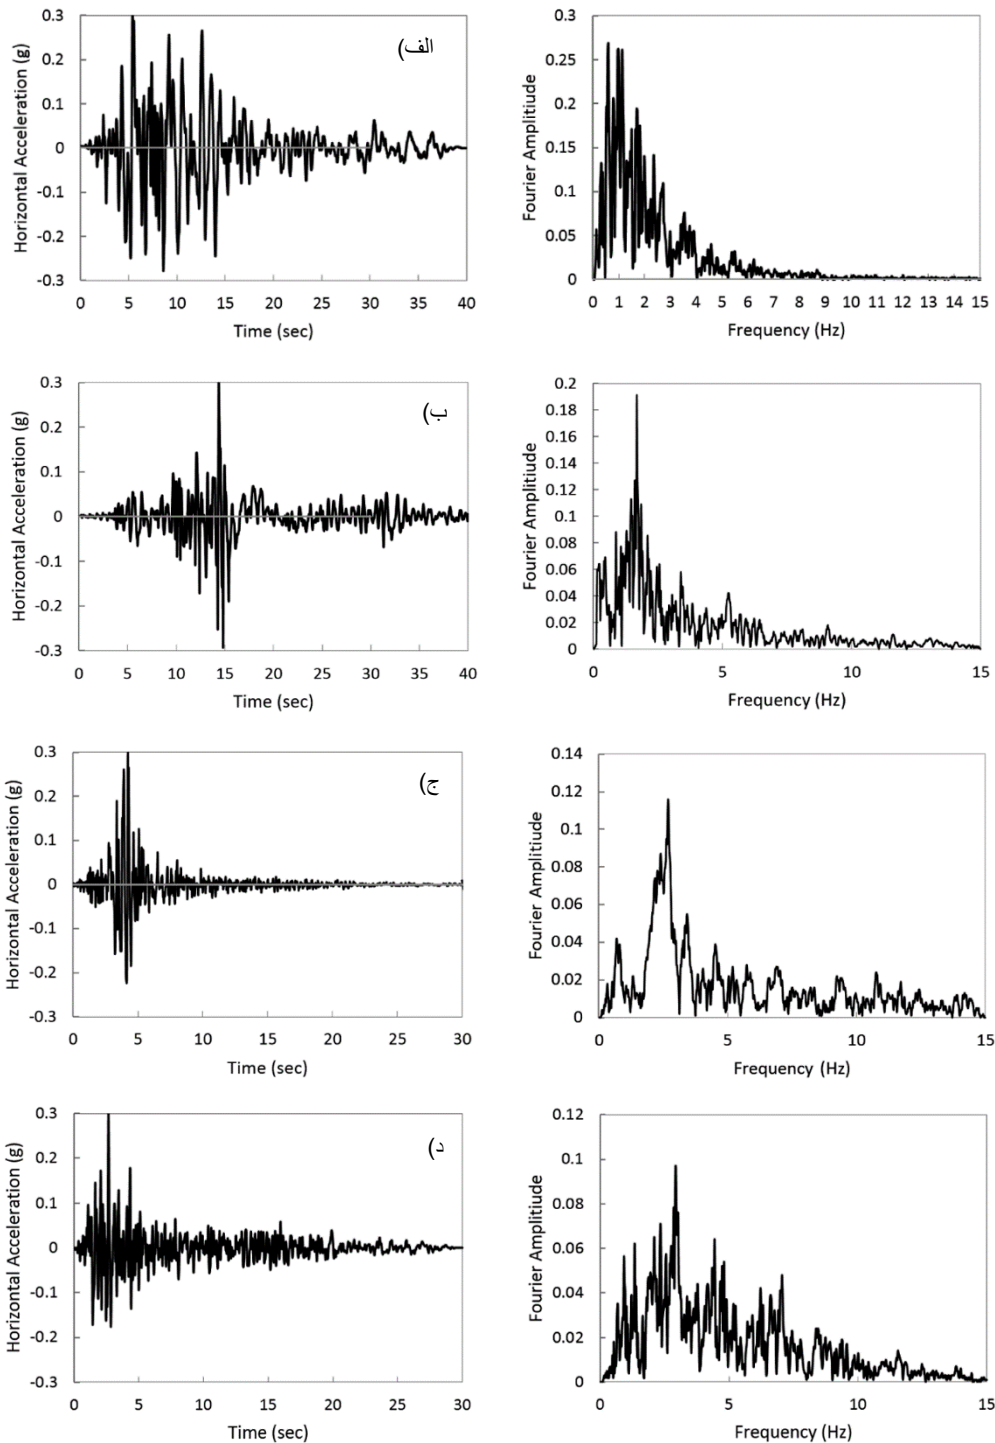 0.3
0.2
0.1
0
-0.1
-0.2
-0.3
Horizontal Acceleration (g)
الف)
0 5 10 15 20 25 30 35 40
Time (sec)
0.3
0.25
0.2
0.15
0.1
0.05
0
Fourier Amplitiude
0 1 2 3 4 5 6 7 8 9 10 11 12 13 14 15
Frequency (Hz)
0.3
0.2
0.1
0
-0.1
-0.2
-0.3
Horizontal Acceleration (g)
ب)
0 5 10 15 20 25 30 35 40
Time (sec)
0.2
0.18
0.16
0.14
0.12
0.1
0.08
0.06
0.04
0.02
0
Fourier Amplitiude
0 5 10 15
Frequency (Hz)
0.3
0.2
0.1
0
-0.1
-0.2
-0.3
Horizontal Acceleration (g)
ج)
0 5 10 15 20 25 30
Time (sec)
0.14
0.12
0.1
0.08
0.06
0.04
0.02
0
Fourier Amplitiude
0 5 10 15
Frequency (Hz)
0.3
0.2
0.1
0
-0.1
-0.2
-0.3
Horizontal Acceleration (g)
د)
0 5 10 15 20 25 30
Time (sec)
0.12
0.1
0.08
0.06
0.04
0.02
0
Fourier Amplitiude
0 5 10 15
Frequency (Hz)